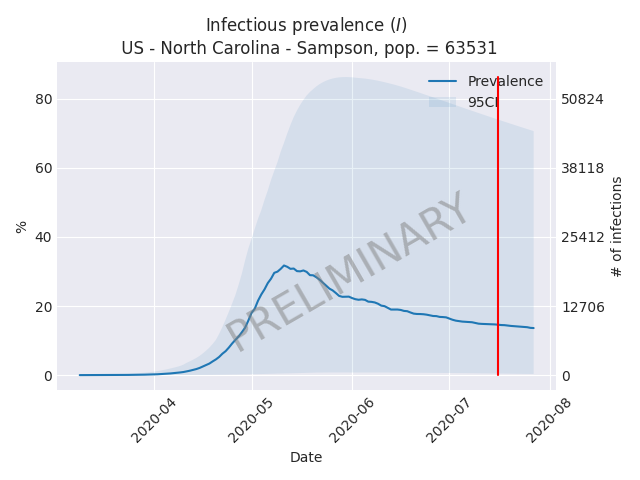 Infectious prevalence (I)
US - North Carolina - Sampson, pop. = 63531
Prevalence
95CI
80
60
40
20
0
%
50824
38118
25412
12706
0
# of infections
PRELIMINARY
2020-04
2020-05
2020-06
2020-07
2020-08
Date